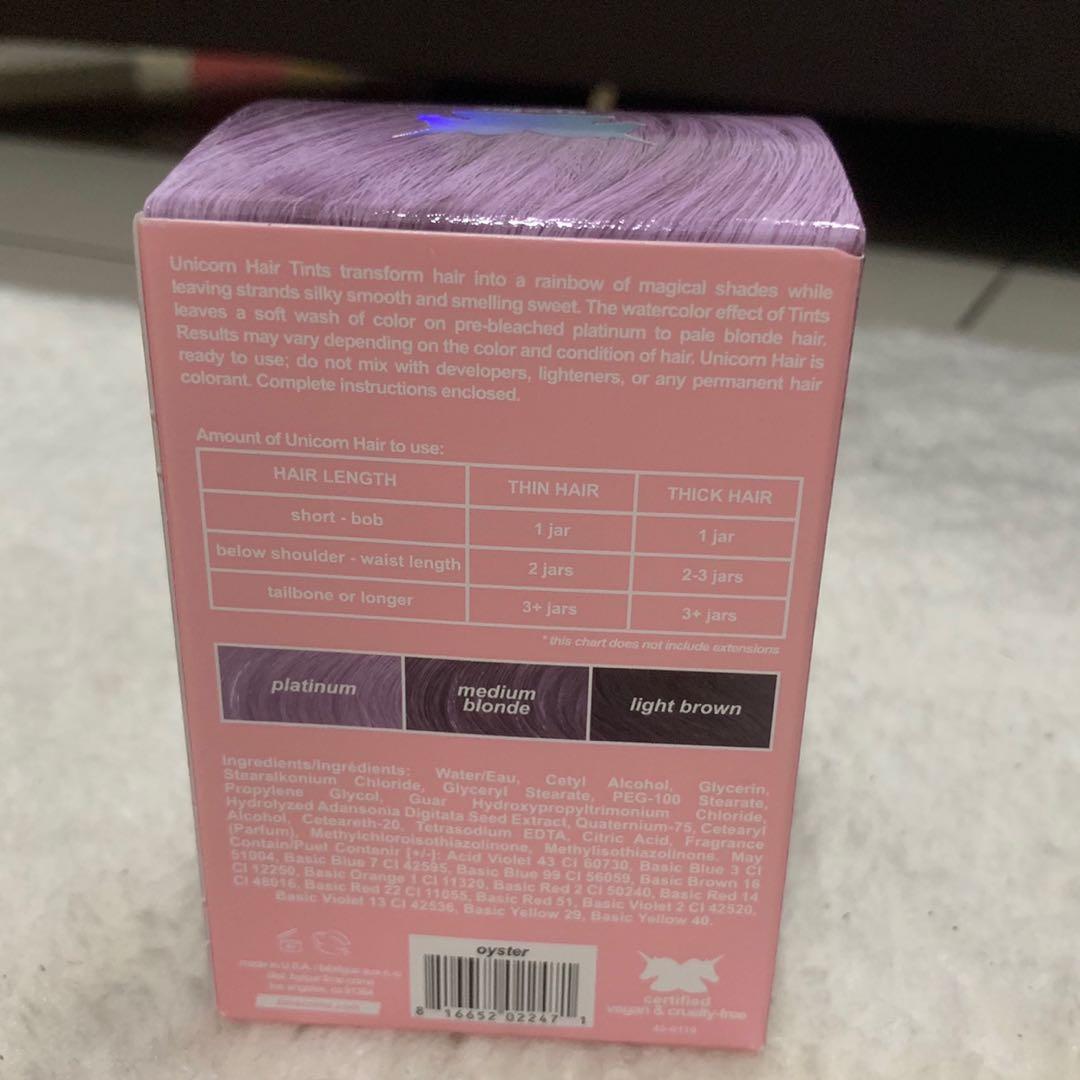 Unicorn Hair Tints transform hair into a rainbow of magical shades while
leaving strands silky smooth and smelling sweet. The watercolor effect of Tints
leaves a soft wash of color on pre-bleached platinum to pale blonde hair.
Results may vary depending on the color and condition of hair. Unicorn Hair is
ready to use; do not mix with developers, lighteners, or any permanent hair
colorant. Complete instructions enclosed.
Amount of Unicorn Hair to use:
HAIR LENGTH THIN HAIR THICK HAIR
short - bob 1 jar 1 jar
below shoulder - waist length 2 jars 2-3 jars
tailbone or longer 3+ jars 3+ jars
*this chart does not include extensions
platinum medium light brown
blonde
Ingredients/Ingrédients: Water/Eau, Cetyl Alcohol, Glycerin,
Stearalkonium Chloride, Glyceryl Stearate, PEG-100 Stearate,
Propylene Glycol, Guar Hydroxypropyltrimonium Chloride,
Hydrolyzed Adansonia Digitata Seed Extract, Quaternium-75, Cetearyl
Alcohol, Ceteareth-20, Tetrasodium EDTA, Citric Acid, Fragrance
(Parfum), Methylchloroisothiazolinone, Methylisothiazolinone. May
Contain/Puet Contenir [+/-]: Acid Violet 43 CI 60730, Basic Blue 3 CI
51004, Basic Blue 7 CI 42595, Basic Blue 99 CI 56059, Basic Brown 16
CI 12250, Basic Orange 1 CI 11320, Basic Red 2 CI 50240, Basic Red 14
CI 48016, Basic Red 22 CI 11055, Basic Red 51, Basic Violet 2 CI 42520,
Basic Violet 13 CI 42536, Basic Yellow 29, Basic Yellow 40.
made in U.S.A. /
los angeles, ca
oyster
8 16652 02247 1
certified
vegan & cruelty-free